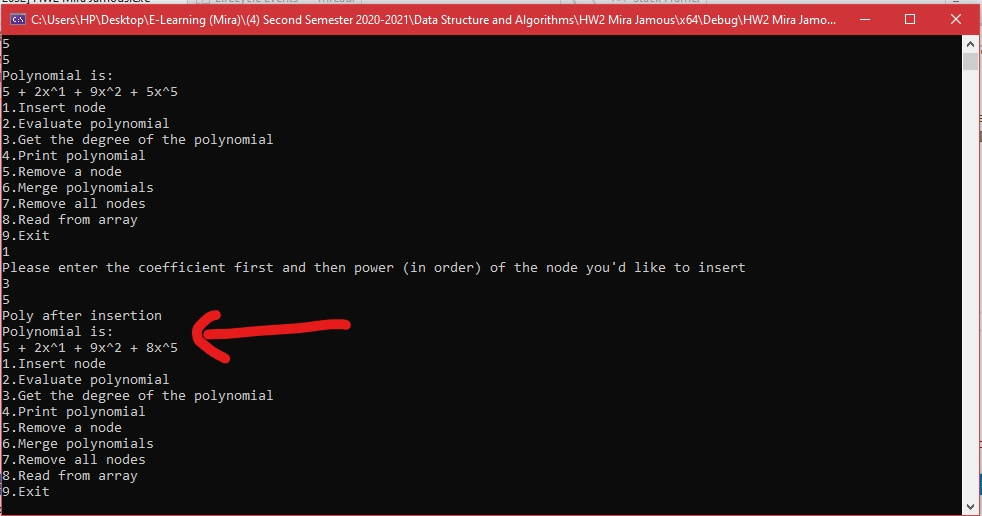 C:\Users\HP\Desktop\E-Learning (Mira)\(4) Second Semester 2020-2021\Data Structure and Algorithms\HW2 Mira Jamous\x64\Debug\HW2 Mira Jamo...
5
5
Polynomial is:
5 + 2x^1 + 9x^2 + 5x^5
1.Insert node
2.Evaluate polynomial
3.Get the degree of the polynomial
4.Print polynomial
5.Remove a node
6.Merge polynomials
7.Remove all nodes
8.Read from array
9.Exit
1
Please enter the coefficient first and then power (in order) of the node you'd like to insert
3
5
Poly after insertion
Polynomial is:
5 + 2x^1 + 9x^2 + 8x^5
1.Insert node
2.Evaluate polynomial
3.Get the degree of the polynomial
4.Print polynomial
5.Remove a node
6.Merge polynomials
7.Remove all nodes
8.Read from array
9.Exit